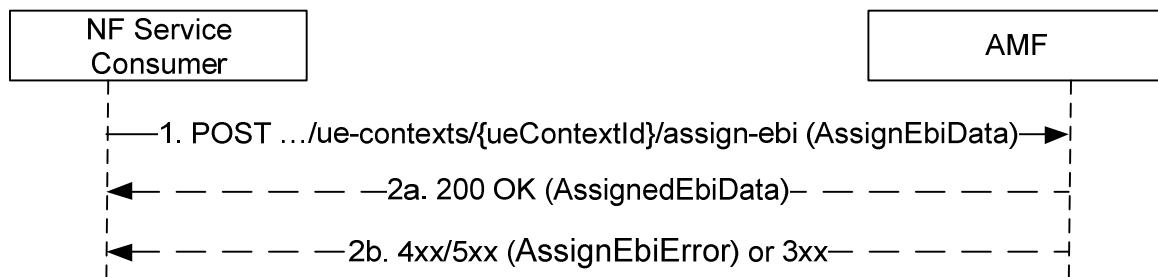 NF Service
Consumer
AMF
1. POST …/ue-contexts/{ueContextId}/assign-ebi (AssignEbiData)
2a. 200 OK (AssignedEbiData)
2b. 4xx/5xx (AssignEbiError) or 3xx